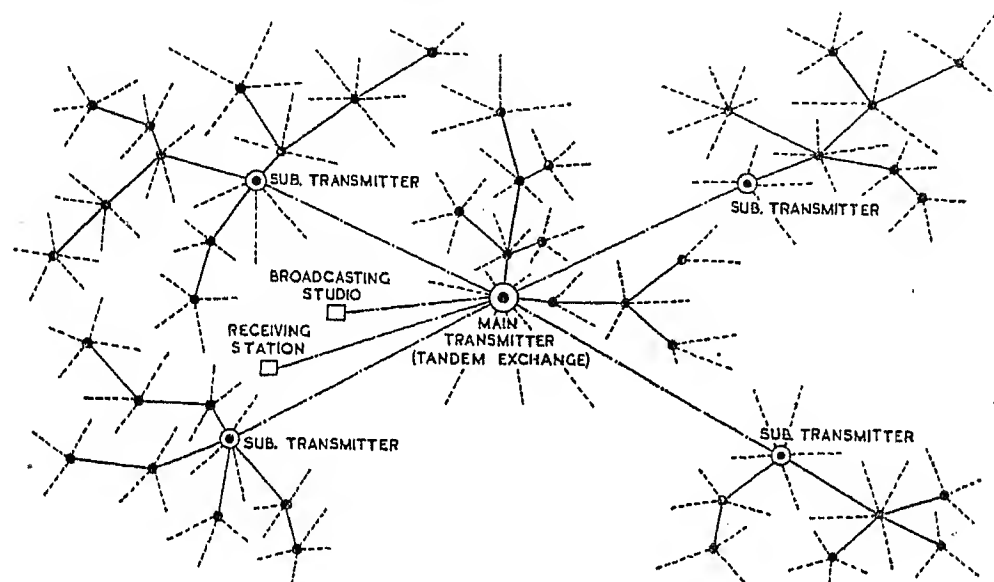 SUB. TRANSMITTER
SUB. TRANSMITTER
BROADCASTING
STUDIO
RECEIVING
STATION
MAIN
TRANSMITTER
(TANDEM EXCHANGE)
SUB. TRANSMITTER
SUB. TRANSMITTER